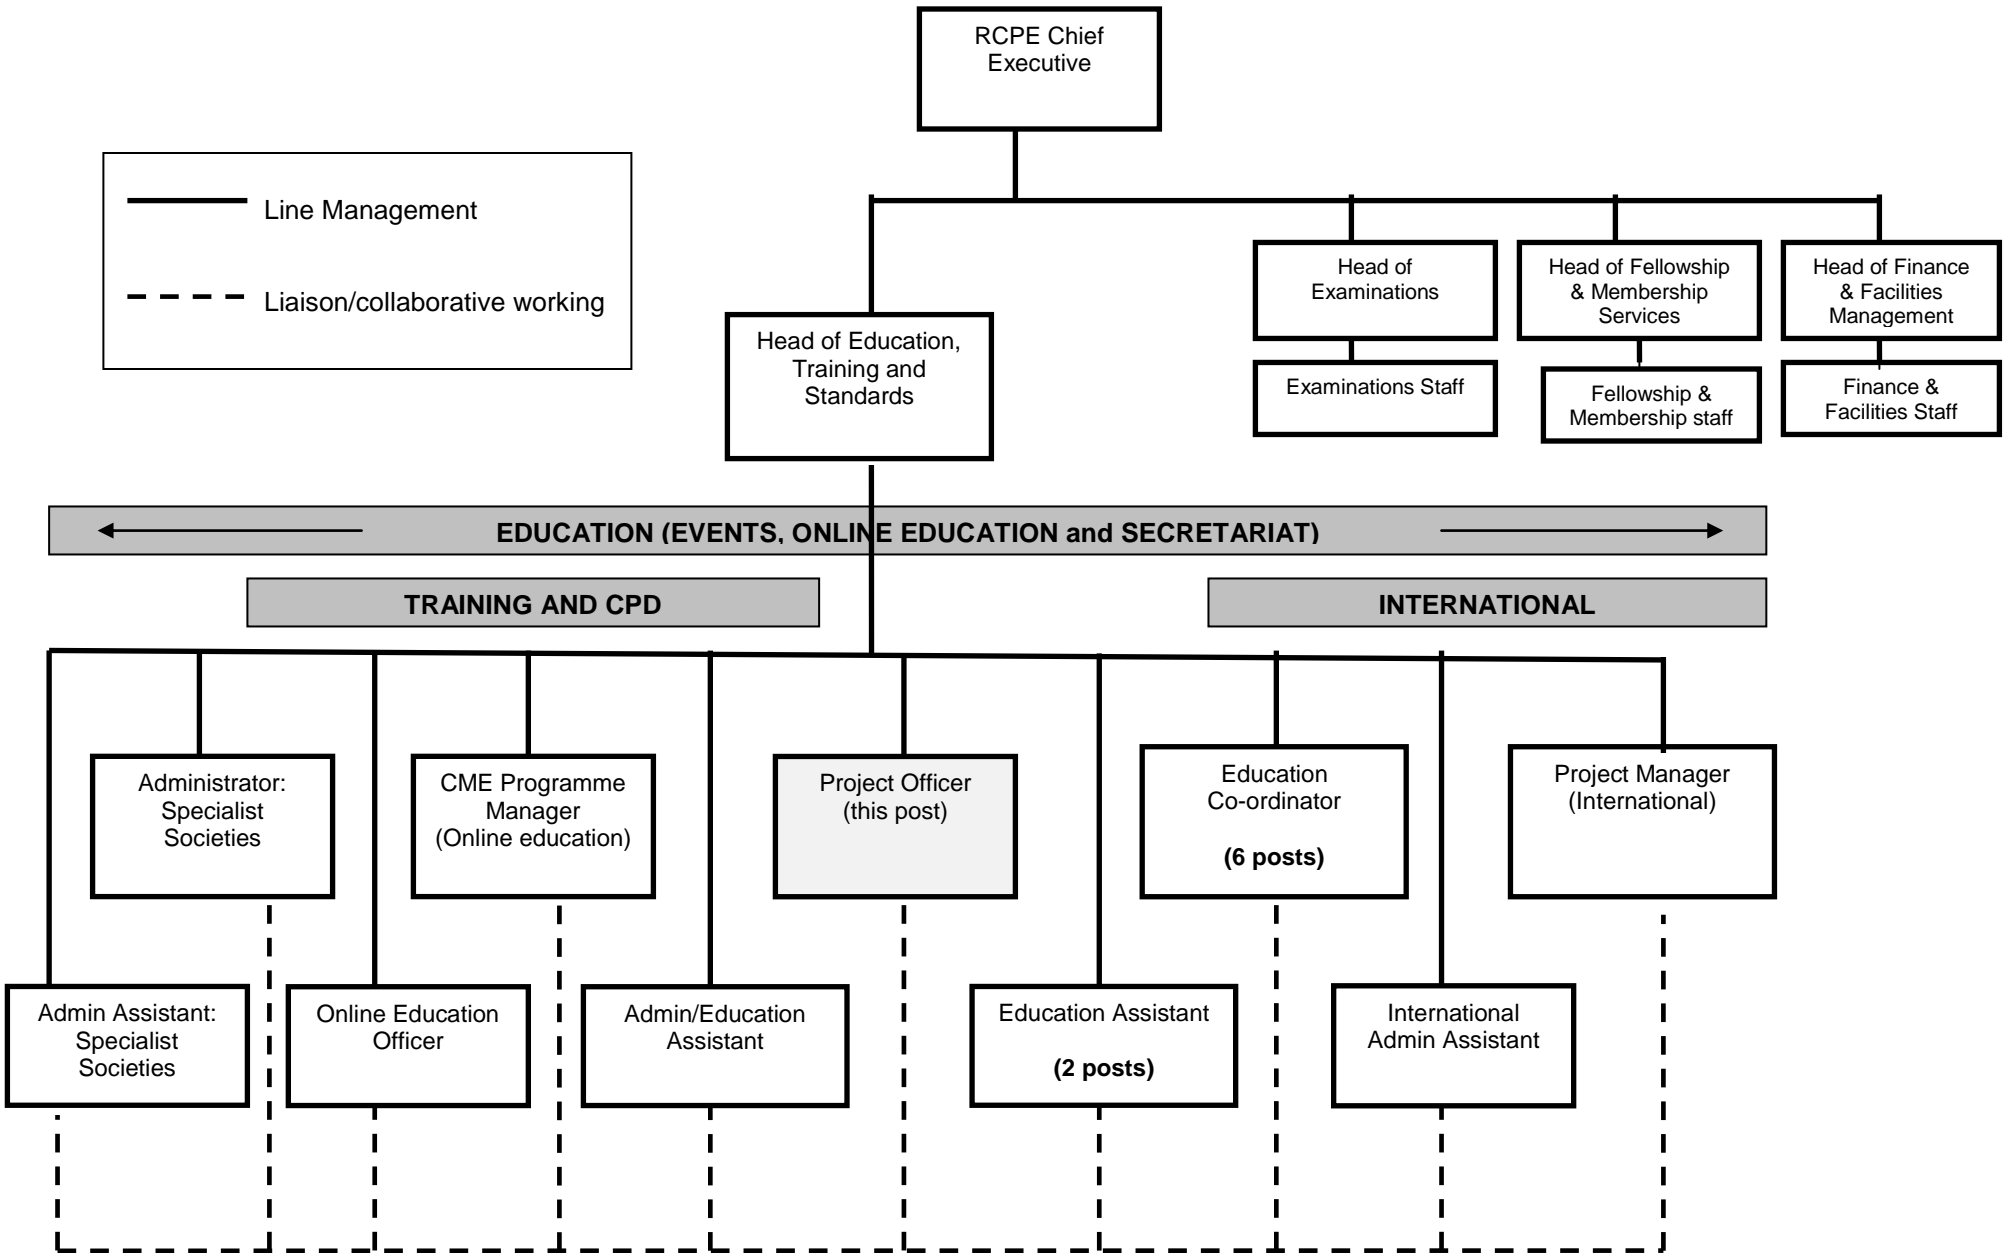 RCPE Chief
Executive
Line Management
Liaison/collaborative working
Head of
Examinations
Head of Fellowship
& Membership
Services
Head of Finance
& Facilities
Management
Head of Education,
Training and
Standards
Examinations Staff
Fellowship &
Membership staff
Finance &
Facilities Staff
EDUCATION (EVENTS, ONLINE EDUCATION and SECRETARIAT)
TRAINING AND CPD
INTERNATIONAL
Administrator:
Specialist
Societies
CME Programme
Manager
(Online education)
Project Officer
(this post)
Education
Co-ordinator
(6 posts)
Project Manager
(International)
Admin Assistant:
Specialist
Societies
Online Education
Officer
Admin/Education
Assistant
Education Assistant
(2 posts)
International
Admin Assistant